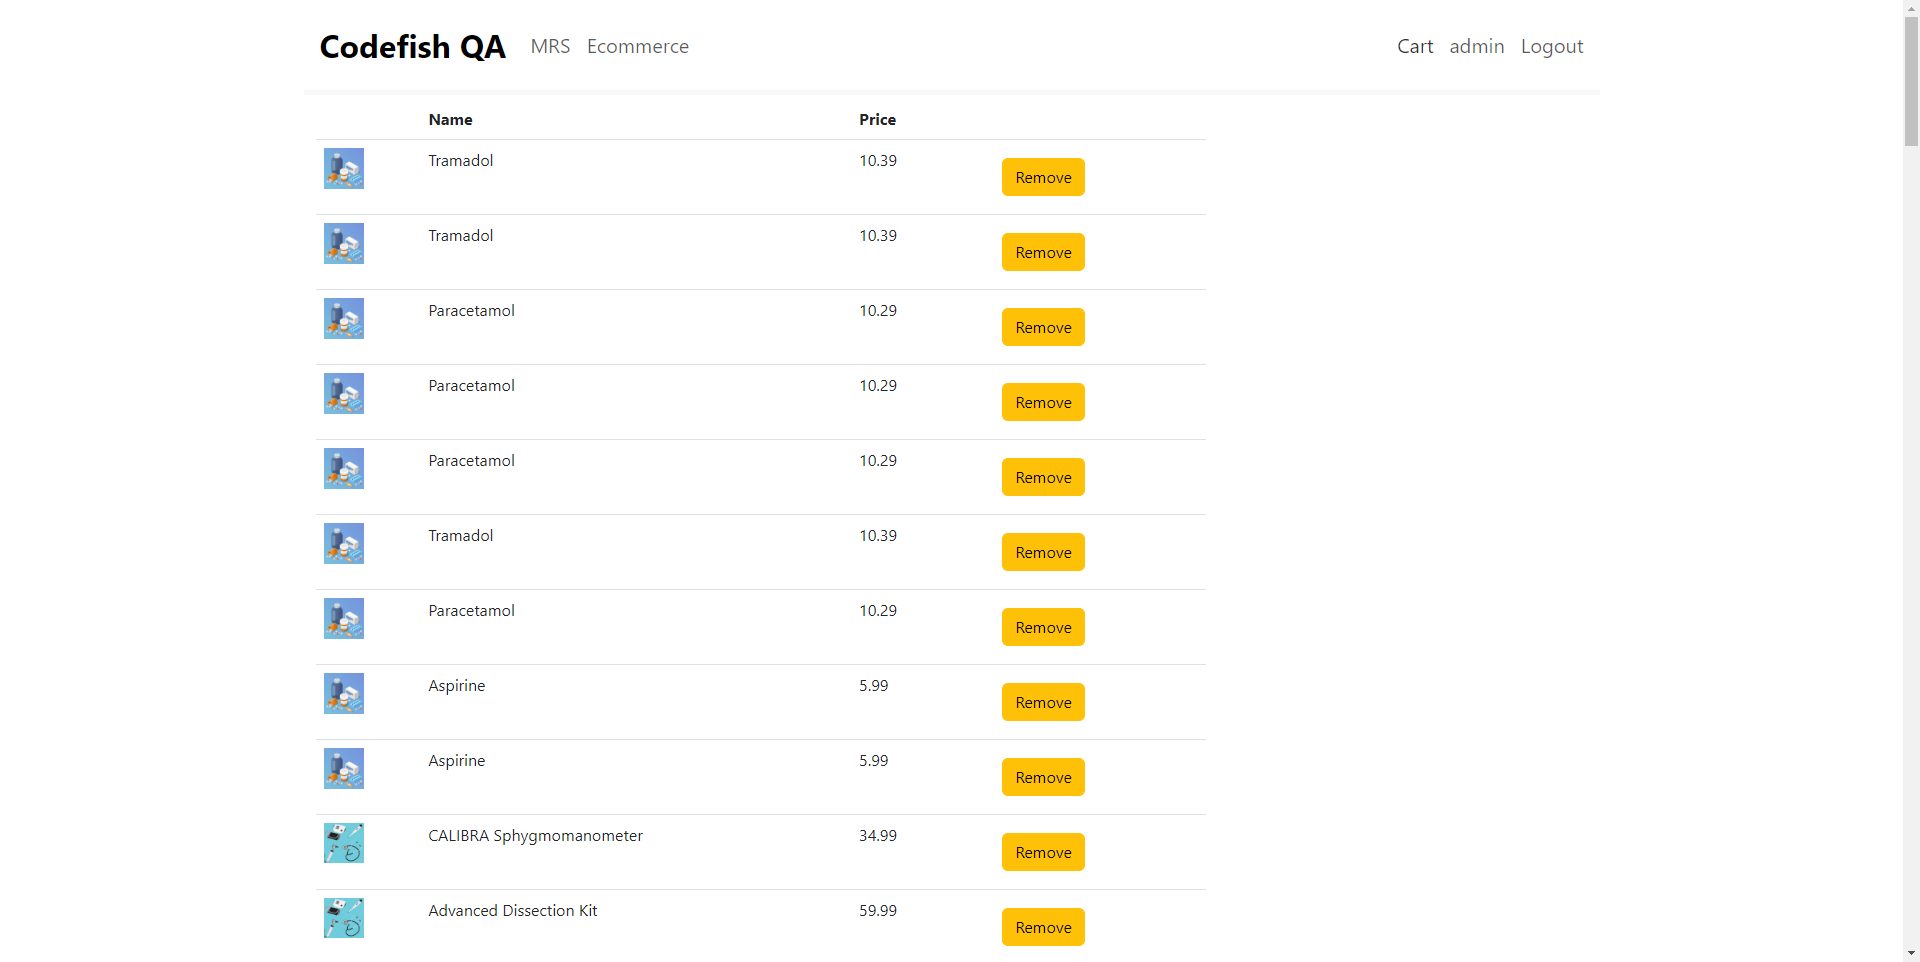 Codefish QA MRS Ecommerce Cart admin Logout
Name Price
Tramadol 10.39 Remove
Tramadol 10.39 Remove
Paracetamol 10.29 Remove
Paracetamol 10.29 Remove
Paracetamol 10.29 Remove
Tramadol 10.39 Remove
Paracetamol 10.29 Remove
Aspirine 5.99 Remove
Aspirine 5.99 Remove
CALIBRA Sphygmomanometer 34.99 Remove
Advanced Dissection Kit 59.99 Remove